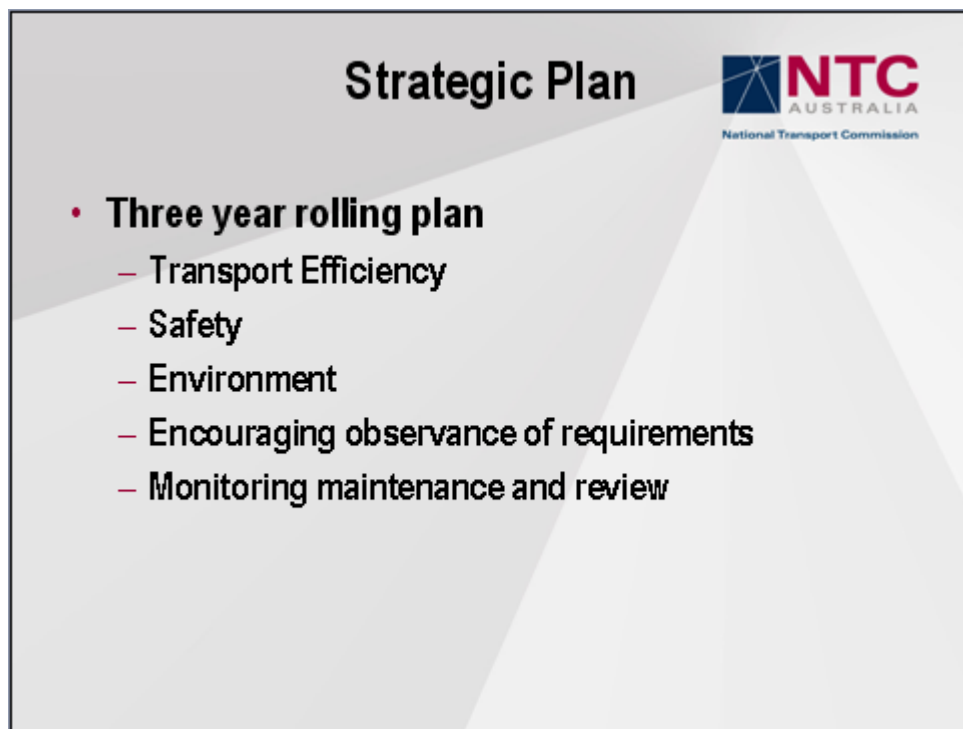 Strategic Plan
NTC
AUSTRALIA
National Transport Commission
• Three year rolling plan
– Transport Efficiency
– Safety
– Environment
– Encouraging observance of requirements
– Monitoring maintenance and review